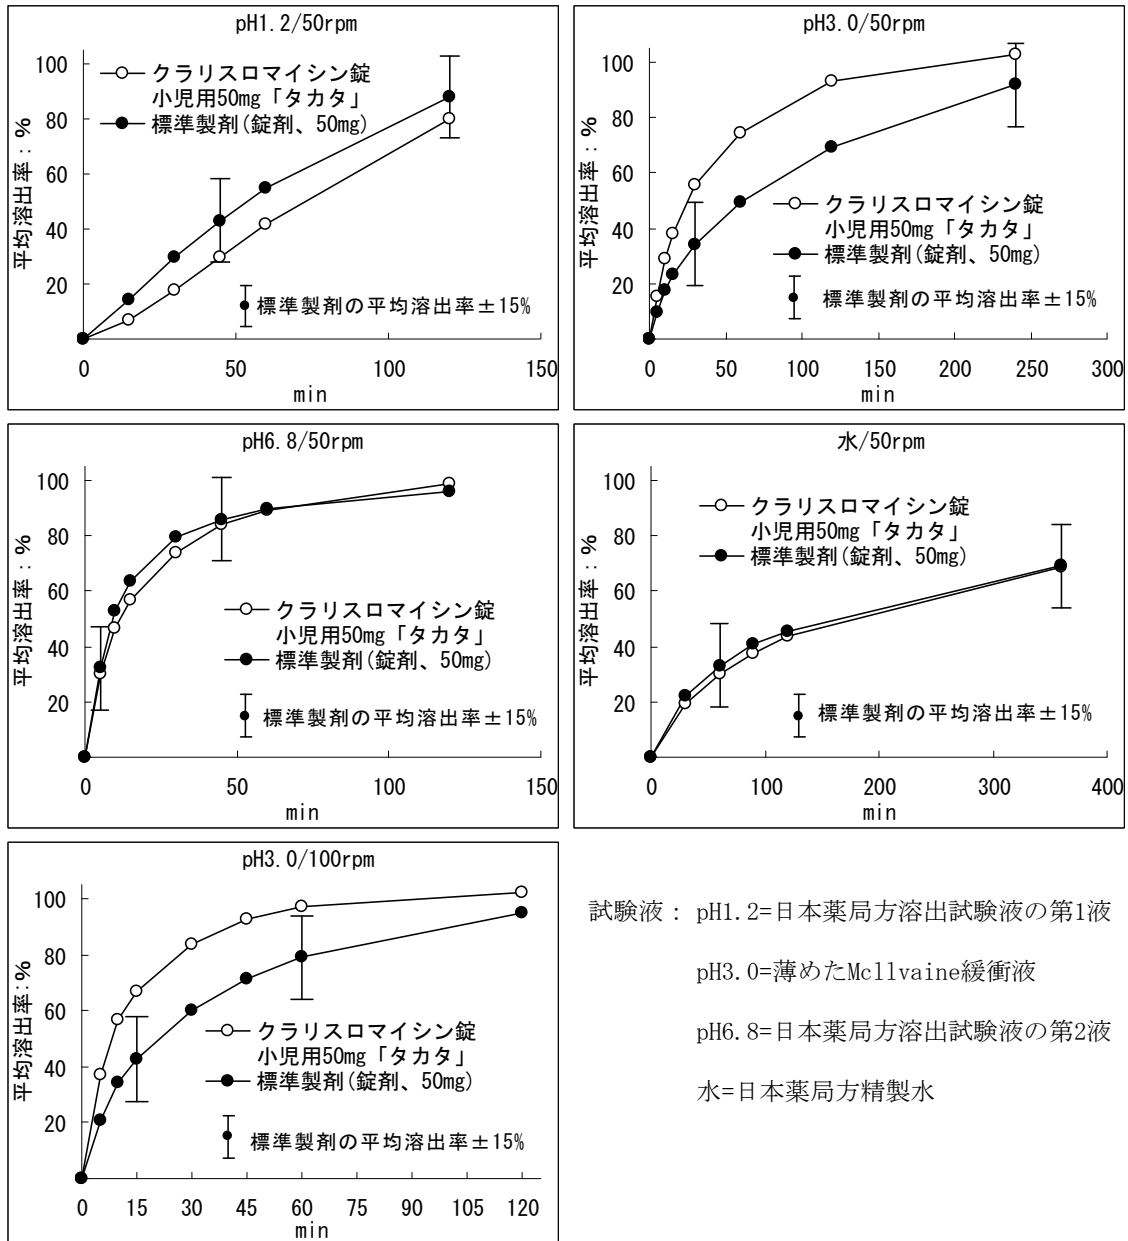 pH1.2/50rpm
平均溶出率：%
100
80
60
40
20
クラリスロマイシン錠
小児用50mg「タカタ」
標準製剤(錠剤、50mg)
標準製剤の平均溶出率±15%
0
50
100
150
min
pH3.0/50rpm
平均溶出率：%
100
80
60
40
20
クラリスロマイシン錠
小児用50mg「タカタ」
標準製剤(錠剤、50mg)
標準製剤の平均溶出率±15%
0
50
100
150
200
250
300
min
pH6.8/50rpm
平均溶出率：%
100
80
60
40
20
クラリスロマイシン錠
小児用50mg「タカタ」
標準製剤(錠剤、50mg)
標準製剤の平均溶出率±15%
0
50
100
150
min
水/50rpm
平均溶出率：%
100
80
60
40
20
クラリスロマイシン錠
小児用50mg「タカタ」
標準製剤(錠剤、50mg)
標準製剤の平均溶出率±15%
0
100
200
300
400
min
pH3.0/100rpm
平均溶出率：%
100
80
60
40
20
クラリスロマイシン錠
小児用50mg「タカタ」
標準製剤(錠剤、50mg)
標準製剤の平均溶出率±15%
0
15
30
45
60
75
90
105
120
min
試験液：pH1.2=日本薬局方溶出試験液の第1液
pH3.0=薄めたMcllvaine緩衝液
pH6.8=日本薬局方溶出試験液の第2液
水=日本薬局方精製水